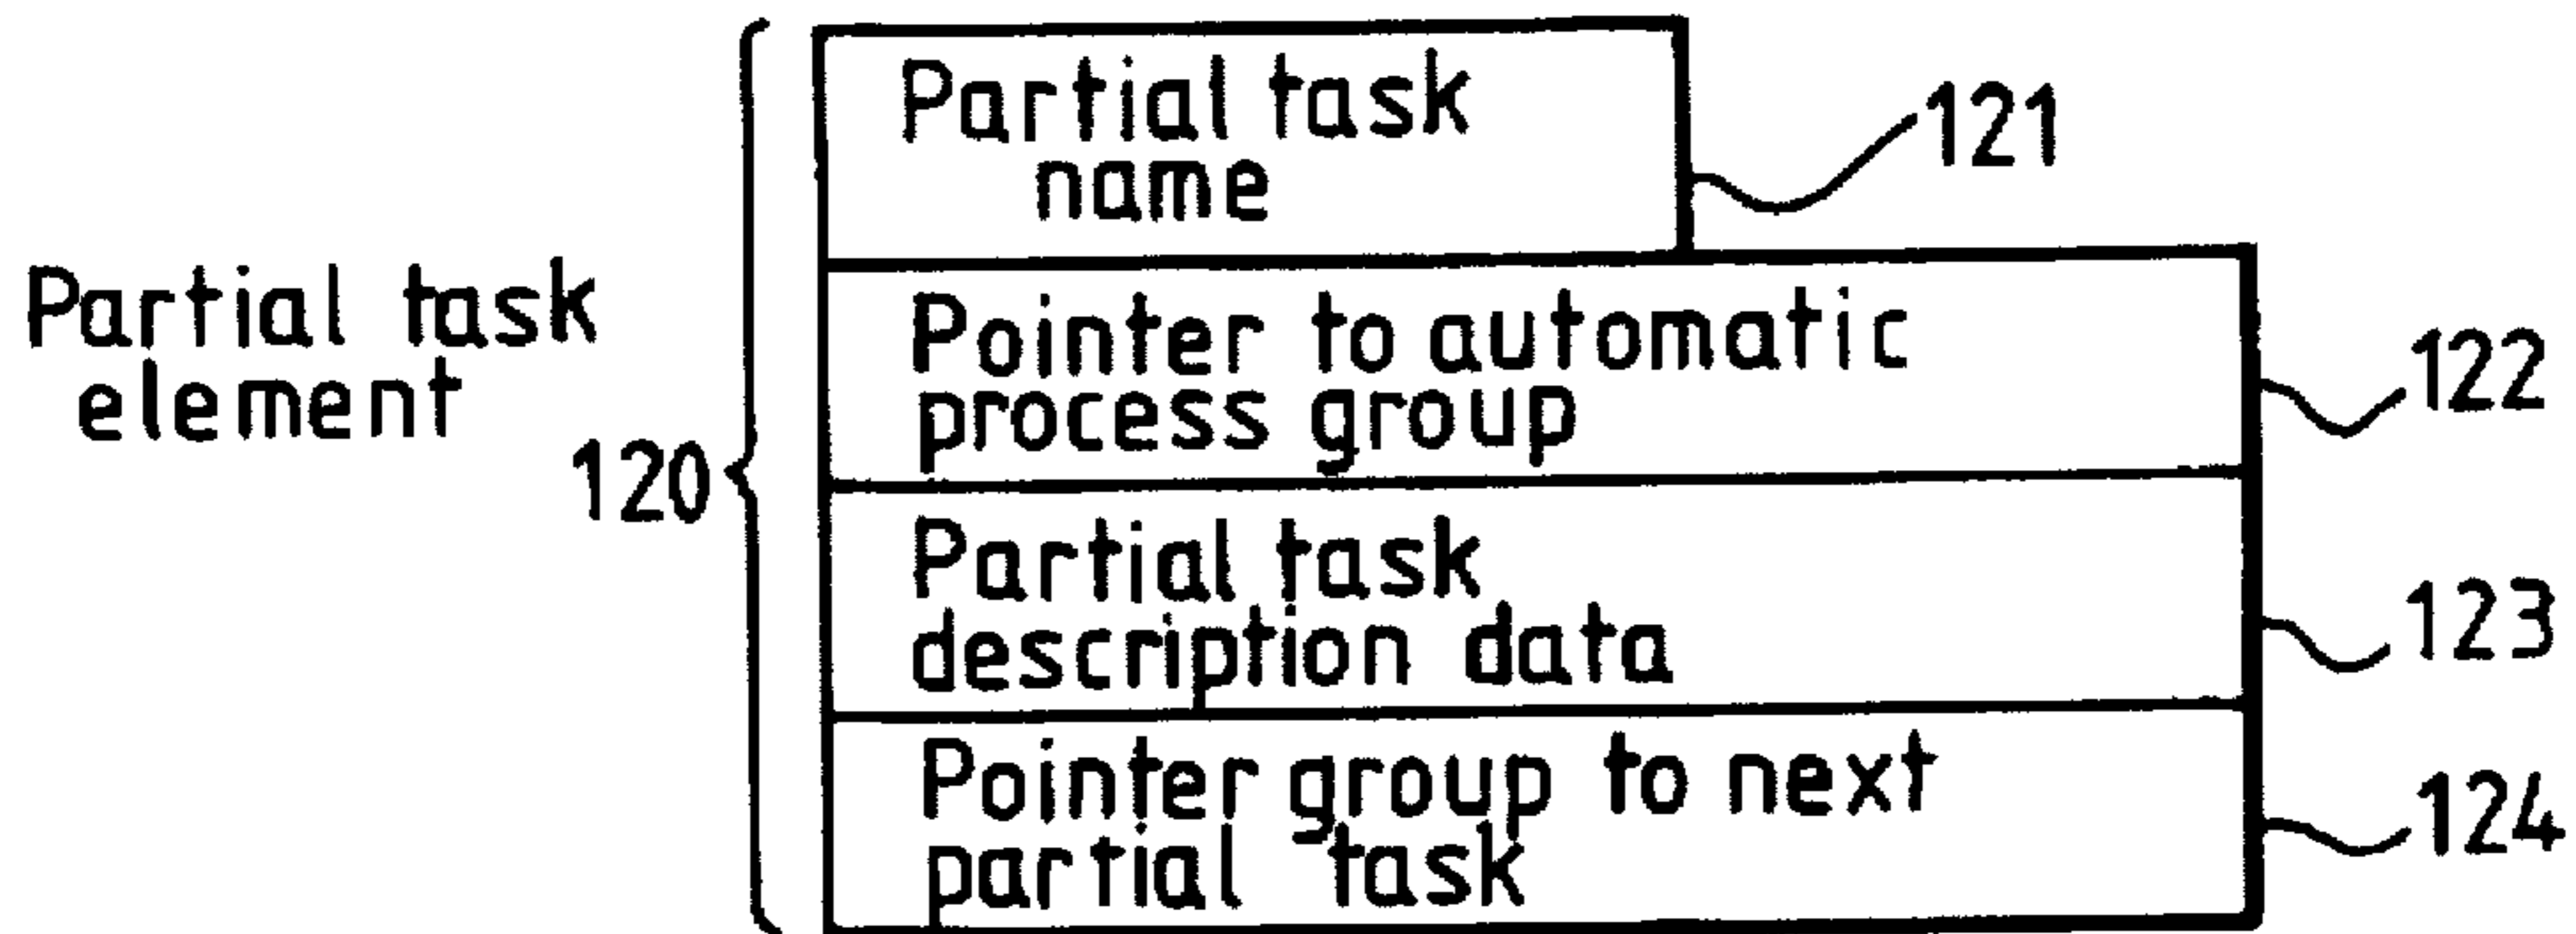 Partial task
name
121
Partial task
element
120
Pointer to automatic
process group
122
Partial task
description data
123
Pointer group to next
partial task
124